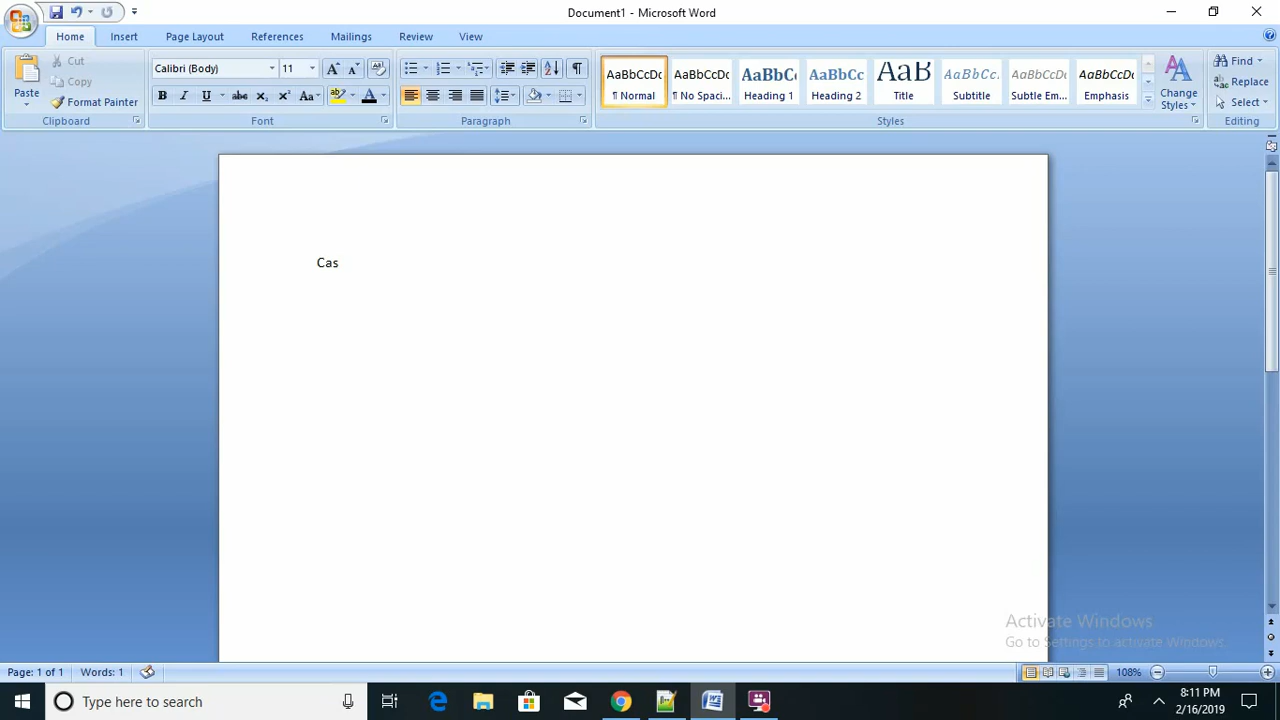 Document1 - Microsoft Word
Home Insert Page Layout References Mailings Review View
Paste
Cut
Copy
Format Painter
Clipboard
Calibri (Body) 11
Font
Paragraph
AaBbCcDc AaBbCcDc AaBbC AaBbCc AaB AaBbCc. AaBbCcDc AaBbCcDc
¶ Normal ¶ No Spaci... Heading 1 Heading 2 Title Subtitle Subtle Em... Emphasis
Styles
Change
Styles
Find
Replace
Select
Editing
Cas
Activate Windows
Go to Settings to activate Windows.
Page: 1 of 1 Words: 1 108%
Type here to search
8:11 PM
2/16/2019